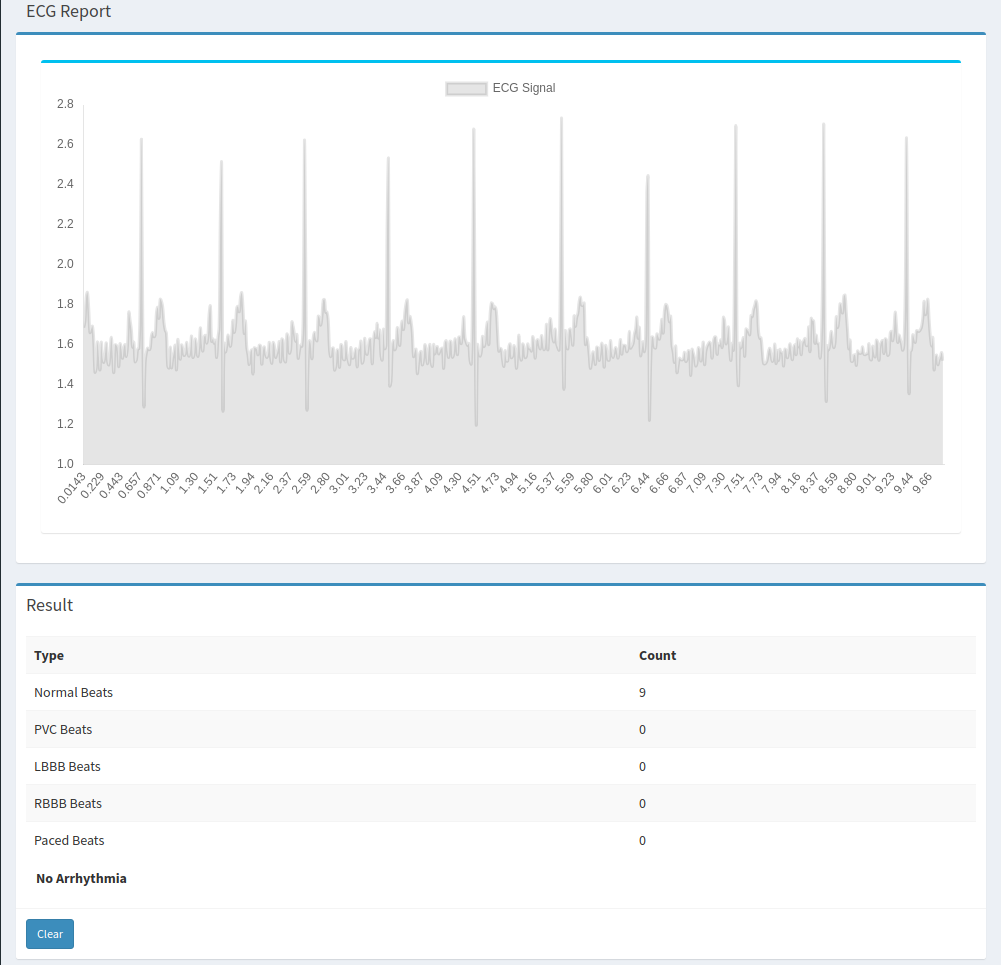 ECG Report
ECG Signal
2.8
2.6
2.4
2.2
2.0
1.8
1.6
1.4
1.2
1.0
0.0143 0.229 0.443 0.657 0.871 1.09 1.30 1.51 1.73 1.94 2.16 2.37 2.59 2.80 3.01 3.23 3.44 3.66 3.87 4.09 4.30 4.51 4.73 4.94 5.16 5.37 5.59 5.80 6.01 6.23 6.44 6.66 6.87 7.09 7.30 7.51 7.73 7.94 8.16 8.37 8.59 8.80 9.01 9.23 9.44 9.66
Result
Type Count
Normal Beats 9
PVC Beats 0
LBBB Beats 0
RBBB Beats 0
Paced Beats 0
No Arrhythmia
Clear